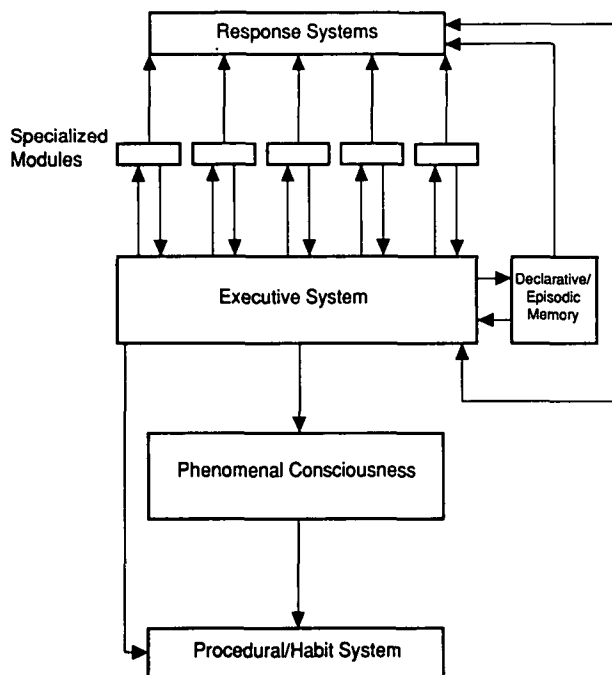 Response Systems
Specialized
Modules
Executive System
Declarative/
Episodic
Memory
Phenomenal Consciousness
Procedural/Habit System